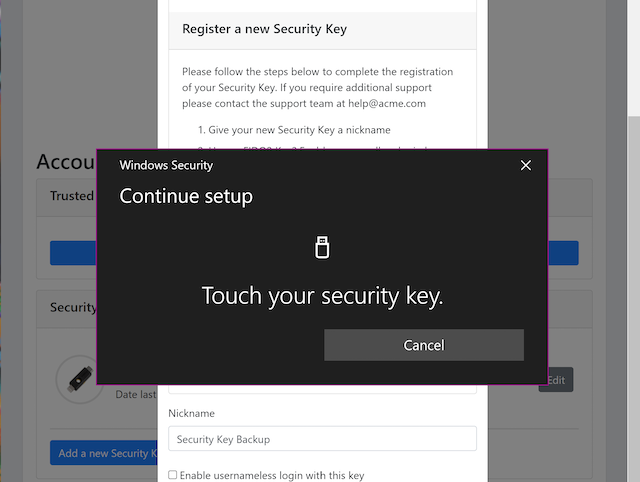 Register a new Security Key
Please follow the steps below to complete the registration
of your Security Key. If you require additional support
please contact the support team at help@acme.com
1. Give your new Security Key a nickname
Accou
Trusted
Windows Security
Continue setup
Touch your security key.
Cancel
Security
Edit
Date last
Add a new Security K
Nickname
Security Key Backup
Enable usernameless login with this key